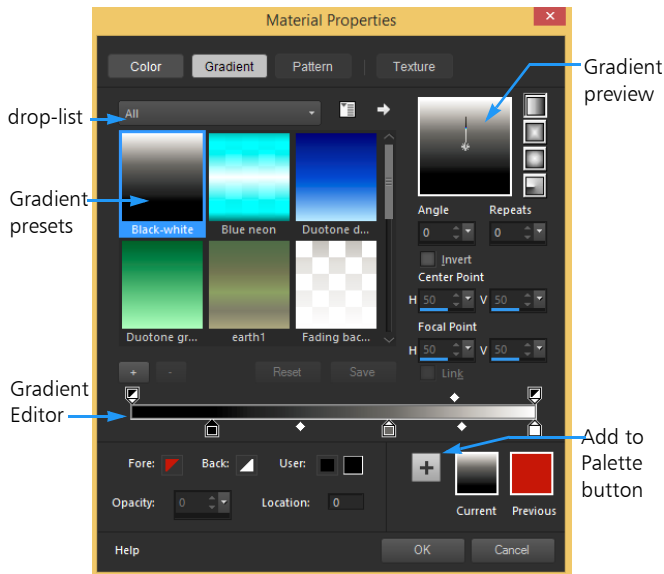 Material Properties
Color
Gradient
Pattern
Texture
Gradient
preview
drop-list
All
Gradient
presets
Black-white
Blue neon
Duotone d...
Angle
Repeats
0
0
Invert
Center Point
H 50 V 50
Focal Point
H 50 V 50
Link
Duotone gr...
earth1
Fading bac...
+
-
Reset
Save
Gradient
Editor
Add to
Palette
button
Fore:
Back:
User:
+
Opacity:
0
Location:
0
Current
Previous
Help
OK
Cancel